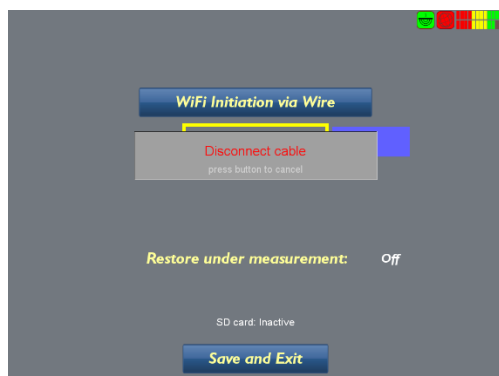 WiFi Initiation via Wire
Disconnect cable
press button to cancel
Restore under measurement: Off
SD card: Inactive
Save and Exit